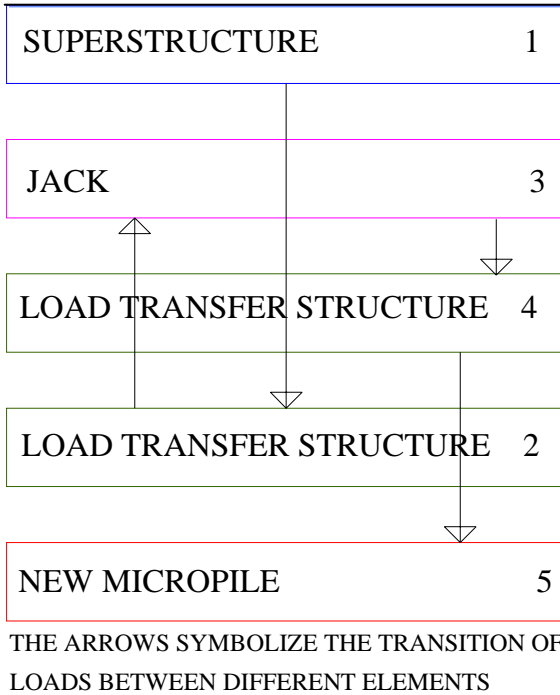 SUPERSTRUCTURE 1
JACK 3
LOAD TRANSFER STRUCTURE 4
LOAD TRANSFER STRUCTURE 2
NEW MICROPILE 5
THE ARROWS SYMBOLIZE THE TRANSITION OF
LOADS BETWEEN DIFFERENT ELEMENTS